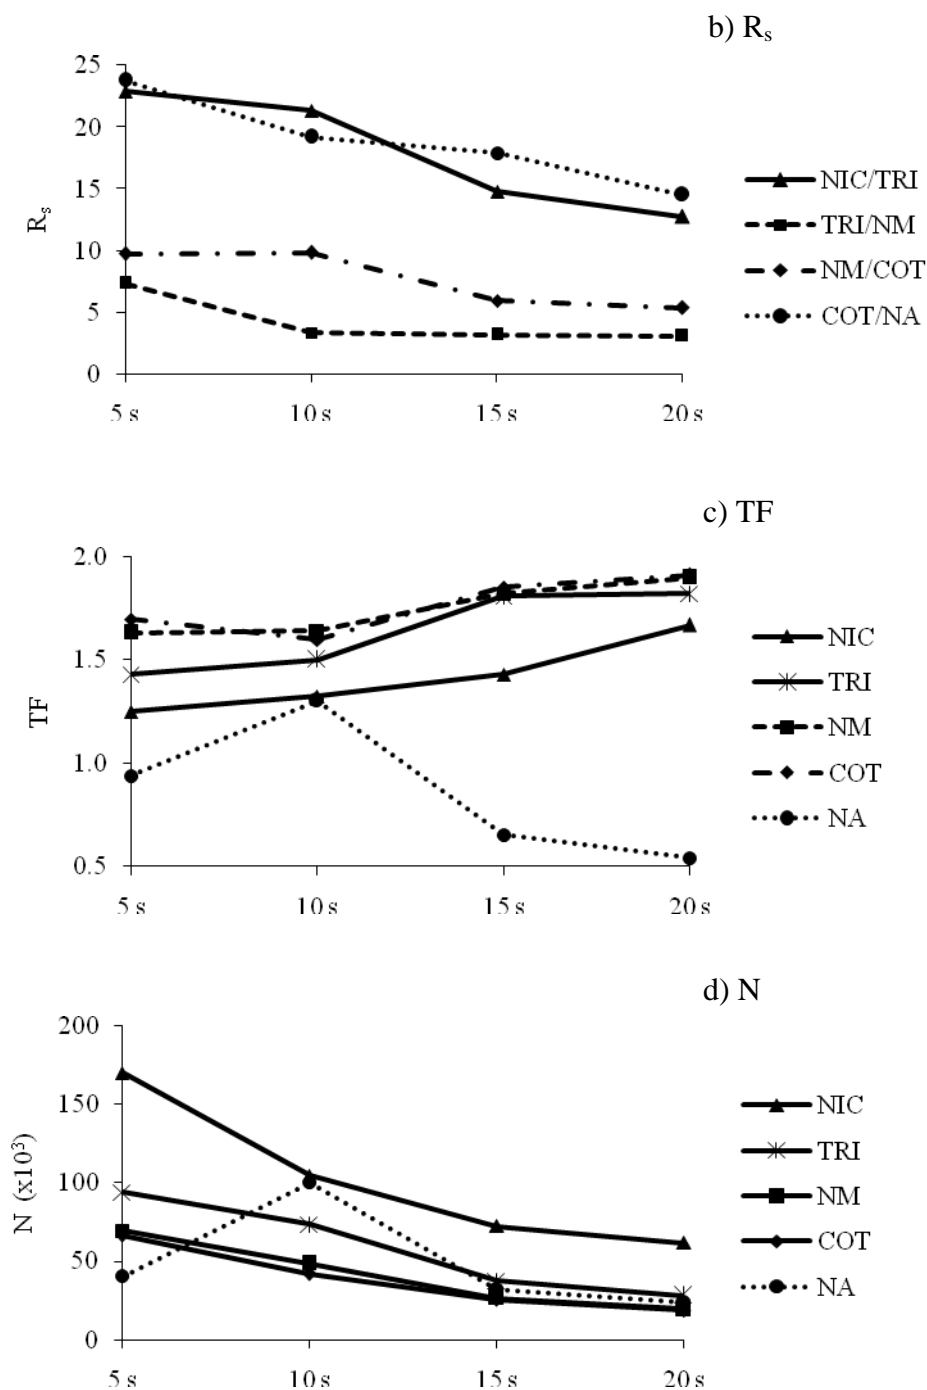 b) Rs
25
20
15
10
5
0
Rs
5 s 10 s 15 s 20 s
NIC/TRI
TRI/NM
NM/COT
COT/NA
c) TF
2.0
1.5
1.0
0.5
TF
5 s 10 s 15 s 20 s
NIC
TRI
NM
COT
NA
d) N
200
150
100
50
0
N (x10³)
5 s 10 s 15 s 20 s
NIC
TRI
NM
COT
NA